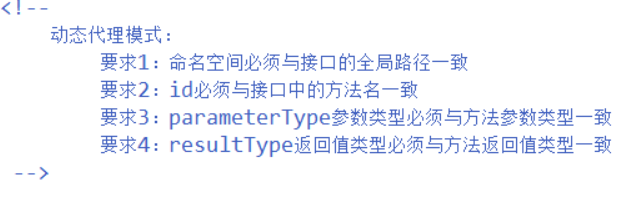 <!--
动态代理模式：
要求1：命名空间必须与接口的全局路径一致
要求2：id必须与接口中的方法名一致
要求3：parameterType参数类型必须与方法参数类型一致
要求4：resultType返回值类型必须与方法返回值类型一致
-->